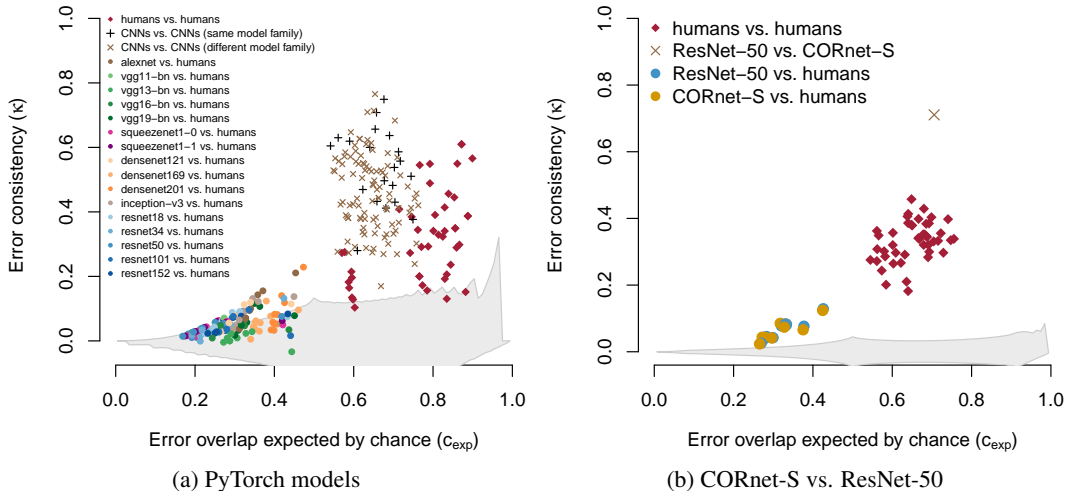 humans vs. humans
CNNs vs. CNNs (same model family)
CNNs vs. CNNs (different model family)
alexnet vs. humans
vgg11−bn vs. humans
vgg13−bn vs. humans
vgg16−bn vs. humans
vgg19−bn vs. humans
squeezenet1−0 vs. humans
squeezenet1−1 vs. humans
densenet121 vs. humans
densenet169 vs. humans
densenet201 vs. humans
inception−v3 vs. humans
resnet18 vs. humans
resnet34 vs. humans
resnet50 vs. humans
resnet101 vs. humans
resnet152 vs. humans
Error consistency (κ)
1.0
0.8
0.6
0.4
0.2
0.0
0.0 0.2 0.4 0.6 0.8 1.0
Error overlap expected by chance (cexp)
(a) PyTorch models
humans vs. humans
ResNet−50 vs. CORnet−S
ResNet−50 vs. humans
CORnet−S vs. humans
Error consistency (κ)
1.0
0.8
0.6
0.4
0.2
0.0
0.0 0.2 0.4 0.6 0.8 1.0
Error overlap expected by chance (cexp)
(b) CORnet-S vs. ResNet-50